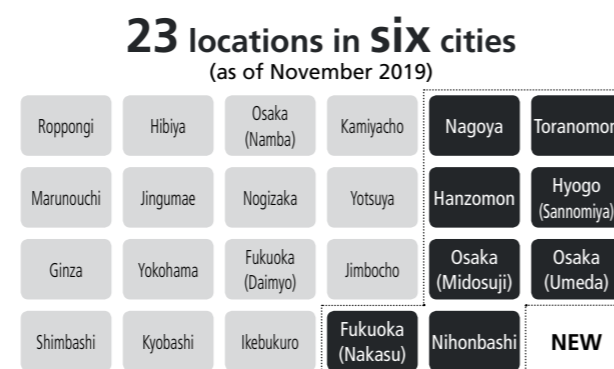 23 locations in six cities
(as of November 2019)
Roppongi
Hibiya
Osaka
(Namba)
Kamiyacho
Nagoya
Toranomon
Marunouchi
Jingumae
Nogizaka
Yotsuya
Hanzomon
Hyogo
(Sannomiya)
Ginza
Yokohama
Fukuoka
(Daimyo)
Jimbocho
Osaka
(Midosuji)
Osaka
(Umeda)
Shimbashi
Kyobashi
Ikebukuro
Fukuoka
(Nakasu)
Nihonbashi
NEW